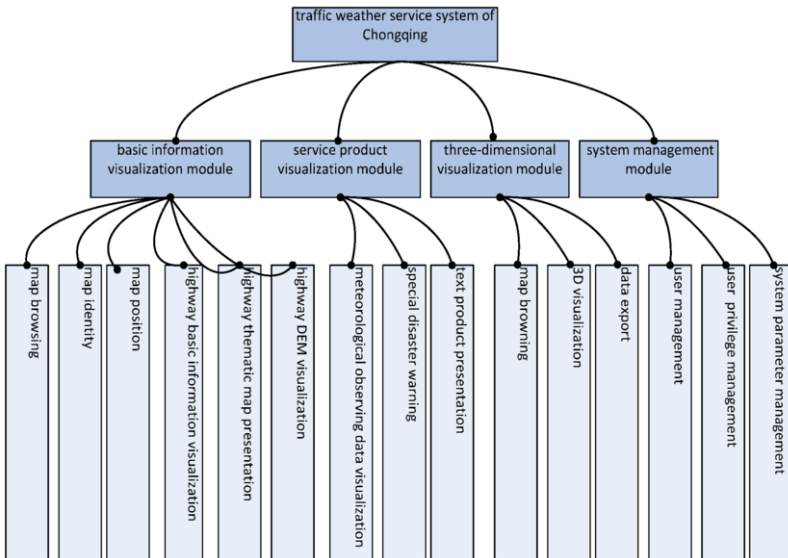 traffic weather service system of
Chongqing
basic information
visualization module
service product
visualization module
three-dimensional
visualization module
system management
module
map browsing
map identity
map position
highway basic information visualization
highway thematic map presentation
highway DEM visualization
meteorological observing data visualization
special disaster warning
text product presentation
map browning
3D visualization
data export
user management
user privilege management
system parameter management